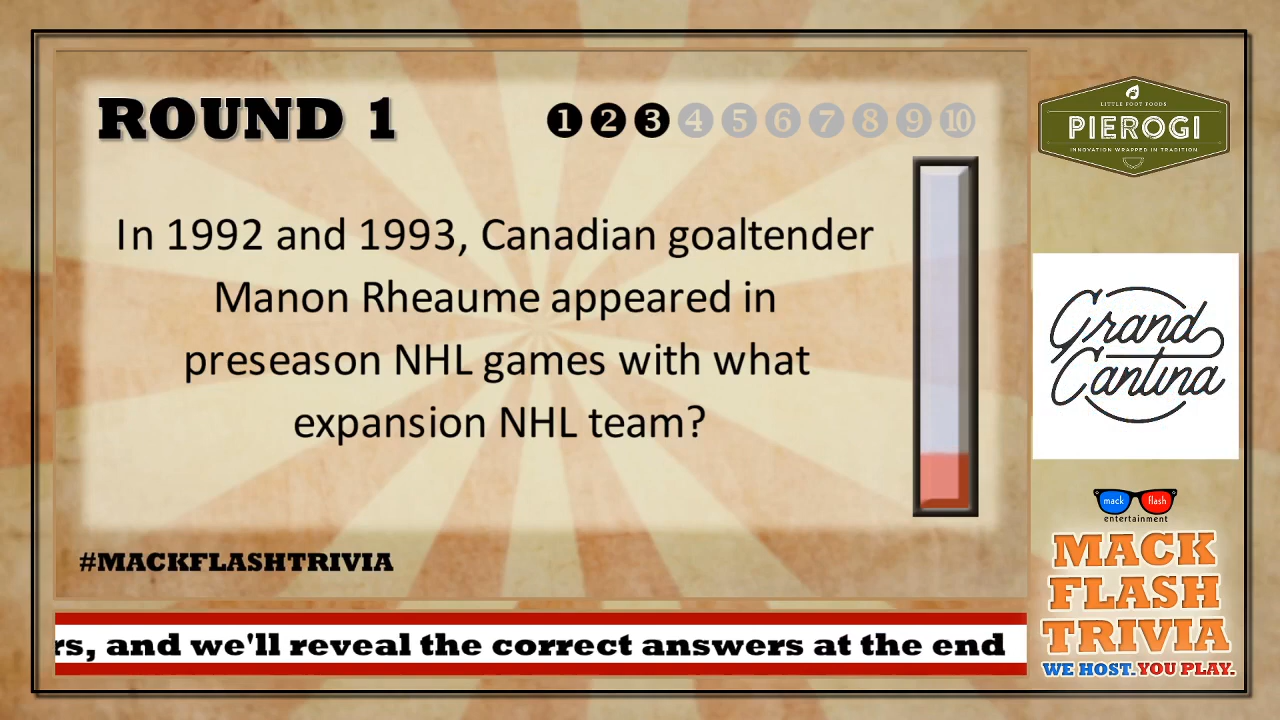 ROUND 1
1 2 3 4 5 6 7 8 9 10
In 1992 and 1993, Canadian goaltender
Manon Rheaume appeared in
preseason NHL games with what
expansion NHL team?
#MACKFLASHTRIVIA
rs, and we'll reveal the correct answers at the end
LITTLE FOOT FOODS
PIEROGI
INNOVATION WRAPPED IN TRADITION
Grand
Cantina
mack flash
entertainment
MACK
FLASH
TRIVIA
WE HOST. YOU PLAY.